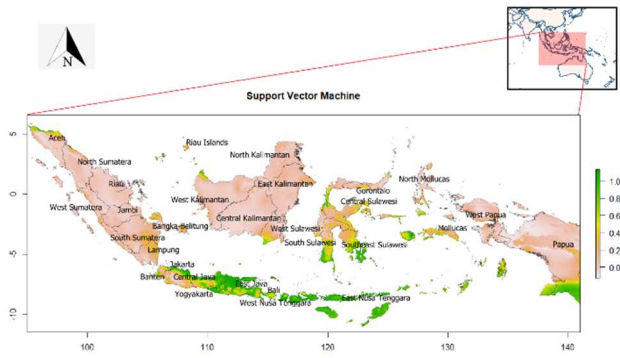 N
Support Vector Machine
5
0
-5
-10
100
110
120
130
140
Aceh
North Sumatera
Riau
West Sumatera
Jambi
South Sumatera
Lampung
Bangka-Belitung
Riau Islands
North Kalimantan
West Kalimantan
East Kalimantan
Central Kalimantan
Gorontalo
Central Sulawesi
West Sulawesi
South Sulawesi
Southeast Sulawesi
North Mollucas
Mollucas
West Papua
Papua
Jakarta
Banten
Central Java
Yogyakarta
East Java
Bali
West Nusa Tenggara
East Nusa Tenggara
1.0
0.8
0.6
0.4
0.2
0.0